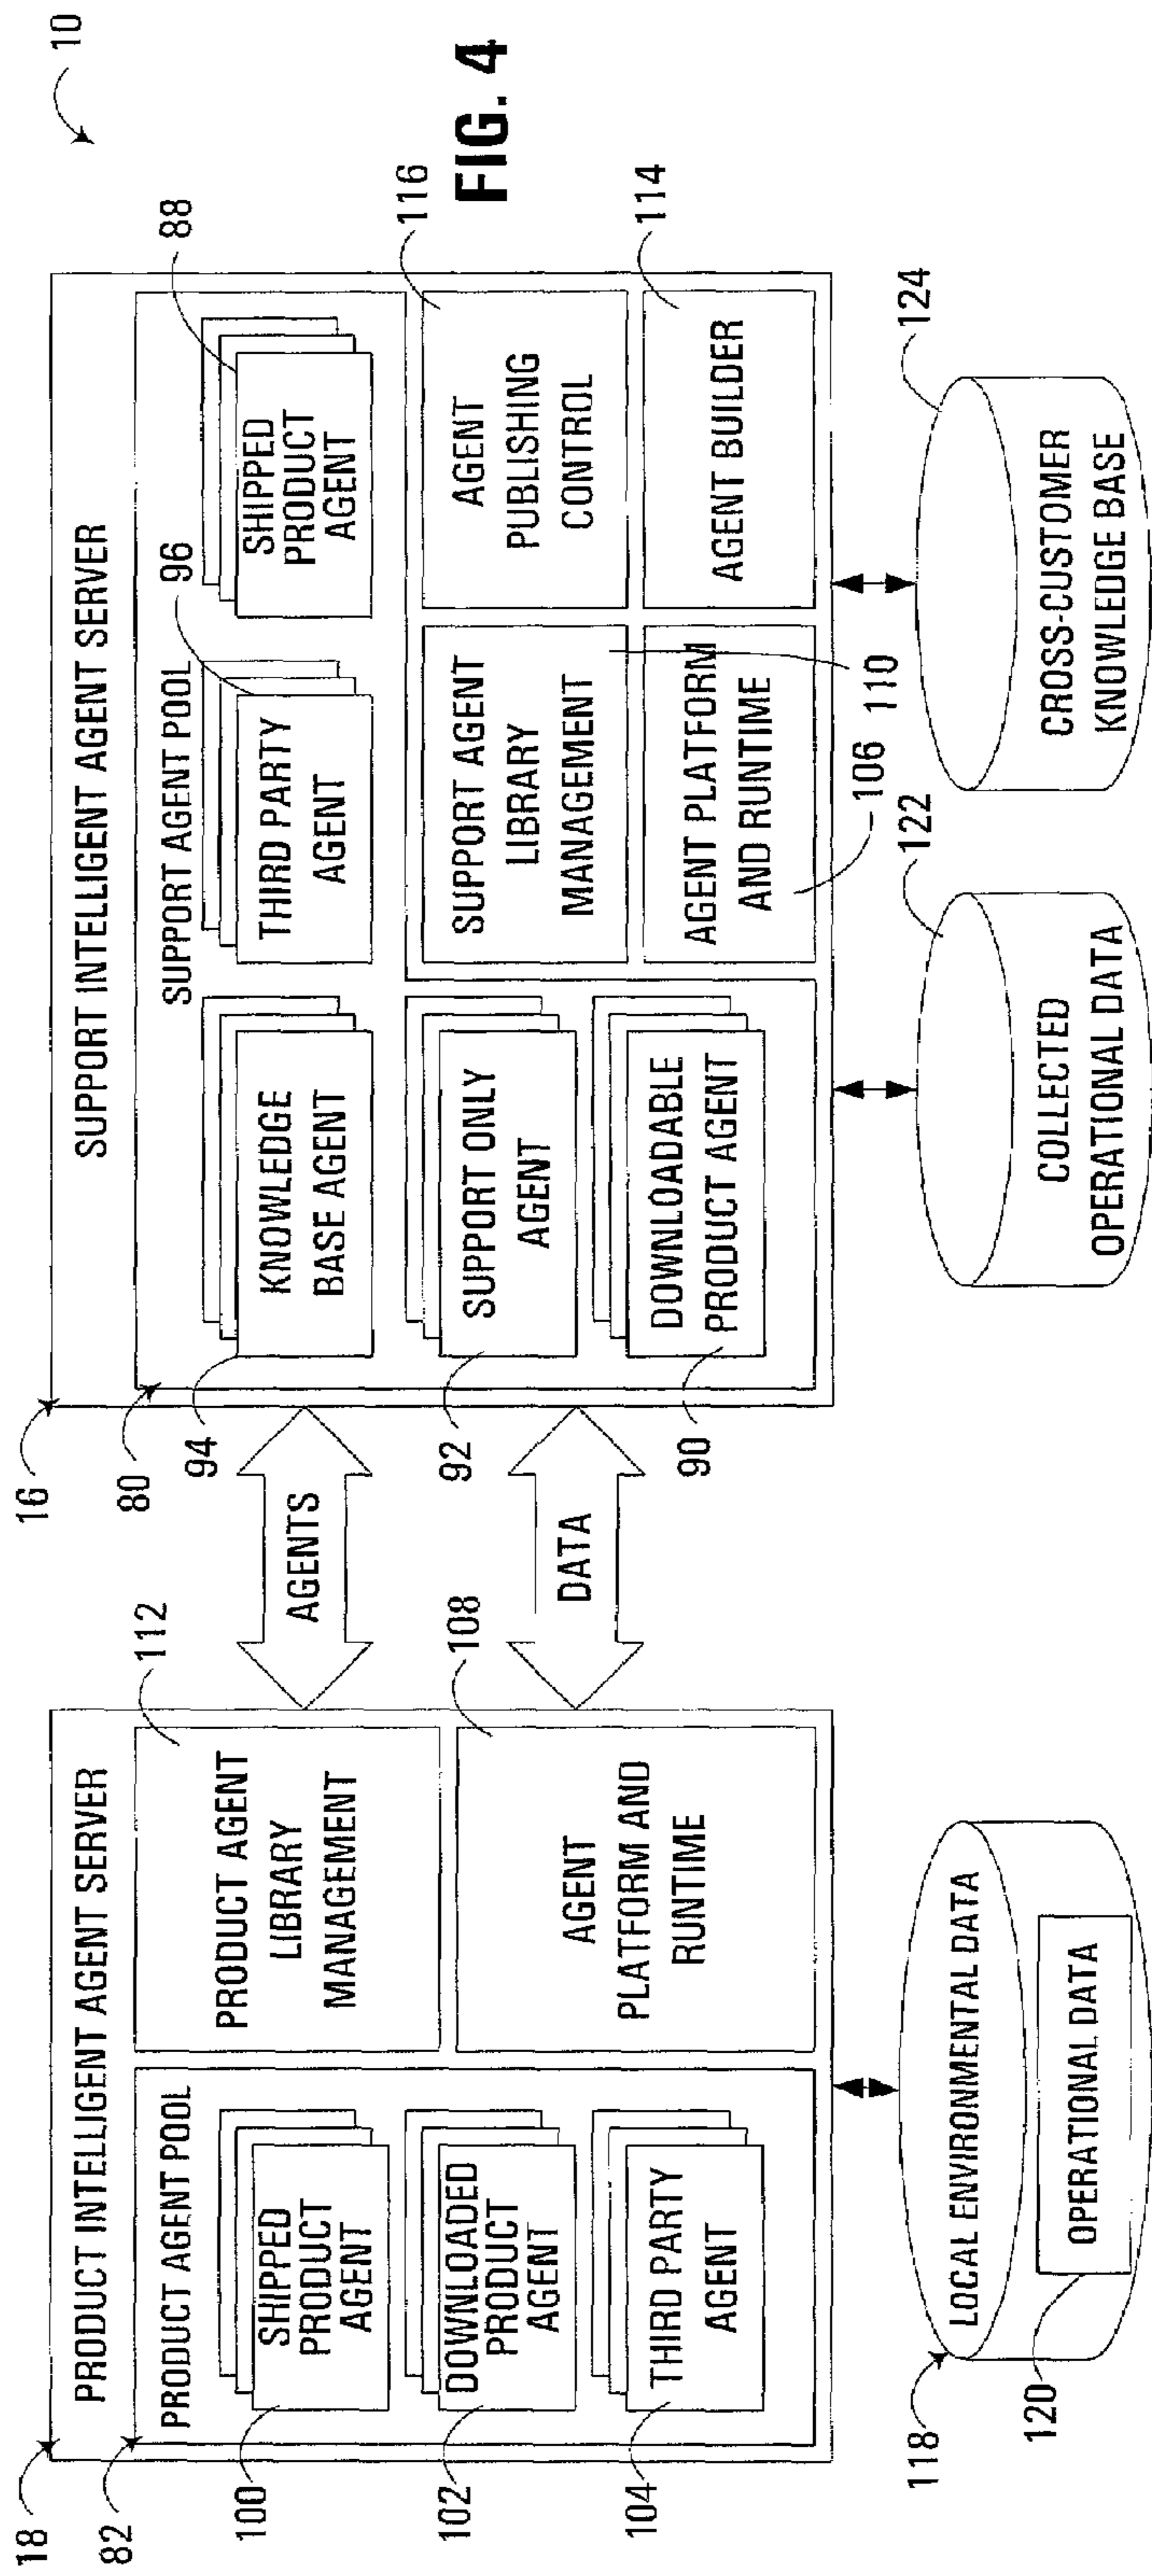 10
FIG. 4
18
PRODUCT INTELLIGENT AGENT SERVER
82
PRODUCT AGENT POOL
SHIPPED
PRODUCT
AGENT
100
DOWNLOADED
PRODUCT
AGENT
102
THIRD PARTY
AGENT
104
PRODUCT AGENT
LIBRARY
MANAGEMENT
112
AGENT
PLATFORM AND
RUNTIME
108
LOCAL ENVIRONMENTAL DATA
118
OPERATIONAL DATA
120
AGENTS
DATA
16
SUPPORT INTELLIGENT AGENT SERVER
80
SUPPORT AGENT POOL
KNOWLEDGE
BASE AGENT
94
THIRD PARTY
AGENT
96
SHIPPED
PRODUCT
AGENT
88
SUPPORT ONLY
AGENT
92
DOWNLOADABLE
PRODUCT AGENT
90
SUPPORT AGENT
LIBRARY
MANAGEMENT
110
AGENT
PUBLISHING
CONTROL
116
AGENT PLATFORM
AND RUNTIME
106
AGENT BUILDER
114
COLLECTED
OPERATIONAL DATA
122
CROSS-CUSTOMER
KNOWLEDGE BASE
124